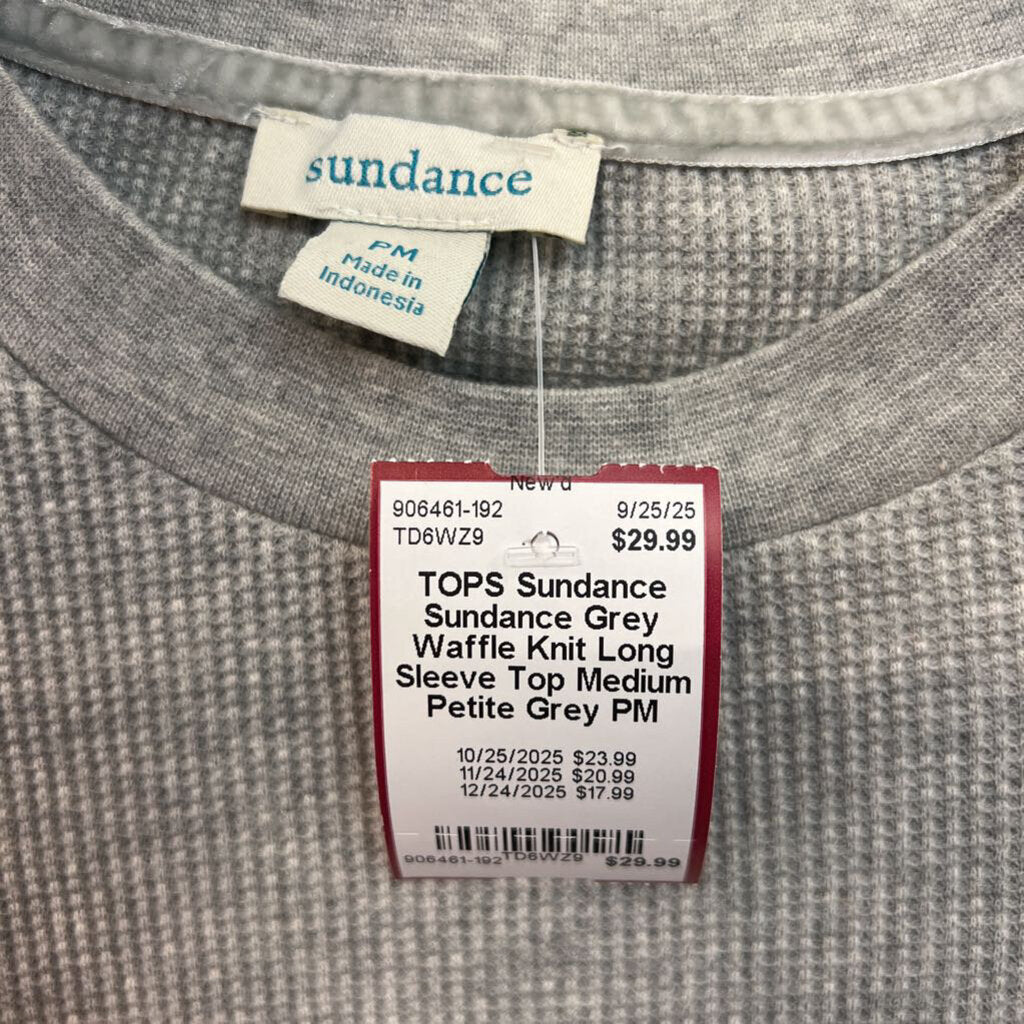 sundance
PM
Made in
Indonesia
New d
906461-192 9/25/25
TD6WZ9 $29.99
TOPS Sundance
Sundance Grey
Waffle Knit Long
Sleeve Top Medium
Petite Grey PM
10/25/2025 $23.99
11/24/2025 $20.99
12/24/2025 $17.99
906461-192 TD6WZ9 $29.99